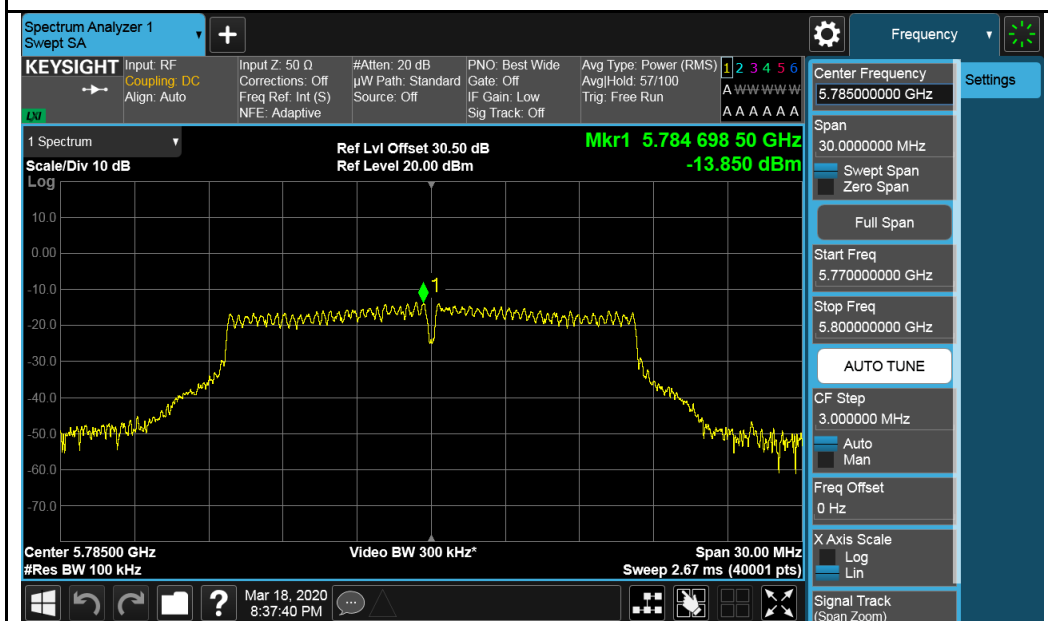 Spectrum Analyzer 1
Swept SA
+
Frequency
KEYSIGHT
LXI
Input: RF
Coupling: DC
Align: Auto
Input Z: 50 Ω
Corrections: Off
Freq Ref: Int (S)
NFE: Adaptive
#Atten: 20 dB
µW Path: Standard
Source: Off
PNO: Best Wide
Gate: Off
IF Gain: Low
Sig Track: Off
Avg Type: Power (RMS)
Avg|Hold: 57/100
Trig: Free Run
1 2 3 4 5 6
A W W W W W
A A A A A A
1 Spectrum
Scale/Div 10 dB
Log
Ref Lvl Offset 30.50 dB
Ref Level 20.00 dBm
Mkr1 5.784 698 50 GHz
-13.850 dBm
10.0
0.00
-10.0
-20.0
-30.0
-40.0
-50.0
-60.0
-70.0
1
Center 5.78500 GHz
#Res BW 100 kHz
Video BW 300 kHz*
Span 30.00 MHz
Sweep 2.67 ms (40001 pts)
Center Frequency
5.785000000 GHz
Span
30.0000000 MHz
Swept Span
Zero Span
Full Span
Start Freq
5.770000000 GHz
Stop Freq
5.800000000 GHz
AUTO TUNE
CF Step
3.000000 MHz
Auto
Man
Freq Offset
0 Hz
X Axis Scale
Log
Lin
Signal Track
(Span Zoom)
Settings
?
Mar 18, 2020
8:37:40 PM